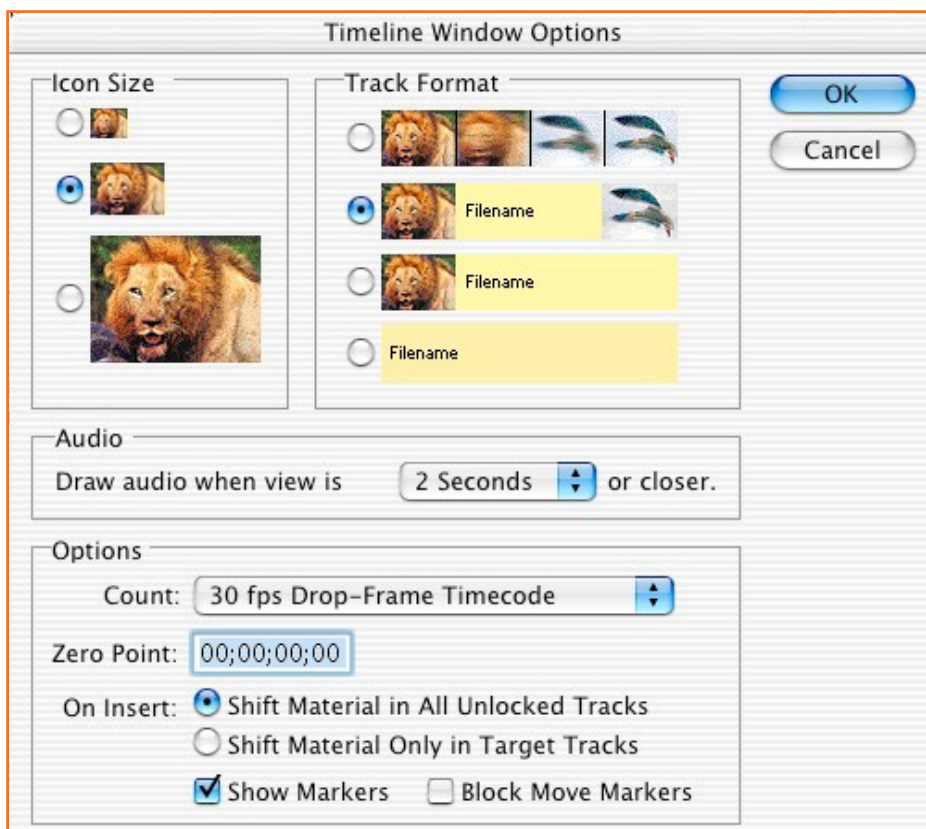 Timeline Window Options
Icon Size
Track Format
OK
Cancel
Filename
Filename
Filename
Audio
Draw audio when view is 2 Seconds or closer.
Options
Count: 30 fps Drop-Frame Timecode
Zero Point: 00;00;00;00
On Insert: Shift Material in All Unlocked Tracks
Shift Material Only in Target Tracks
Show Markers Block Move Markers